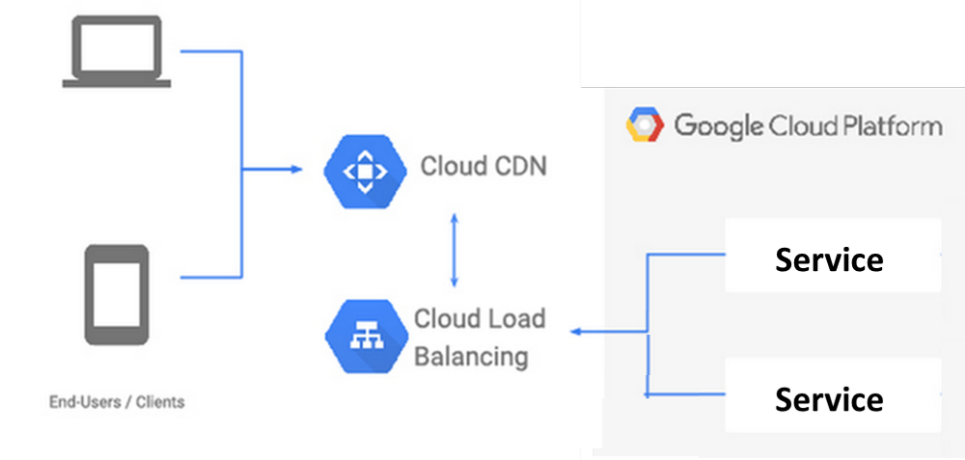 Google Cloud Platform
Cloud CDN
Service
Cloud Load
Balancing
Service
End-Users / Clients